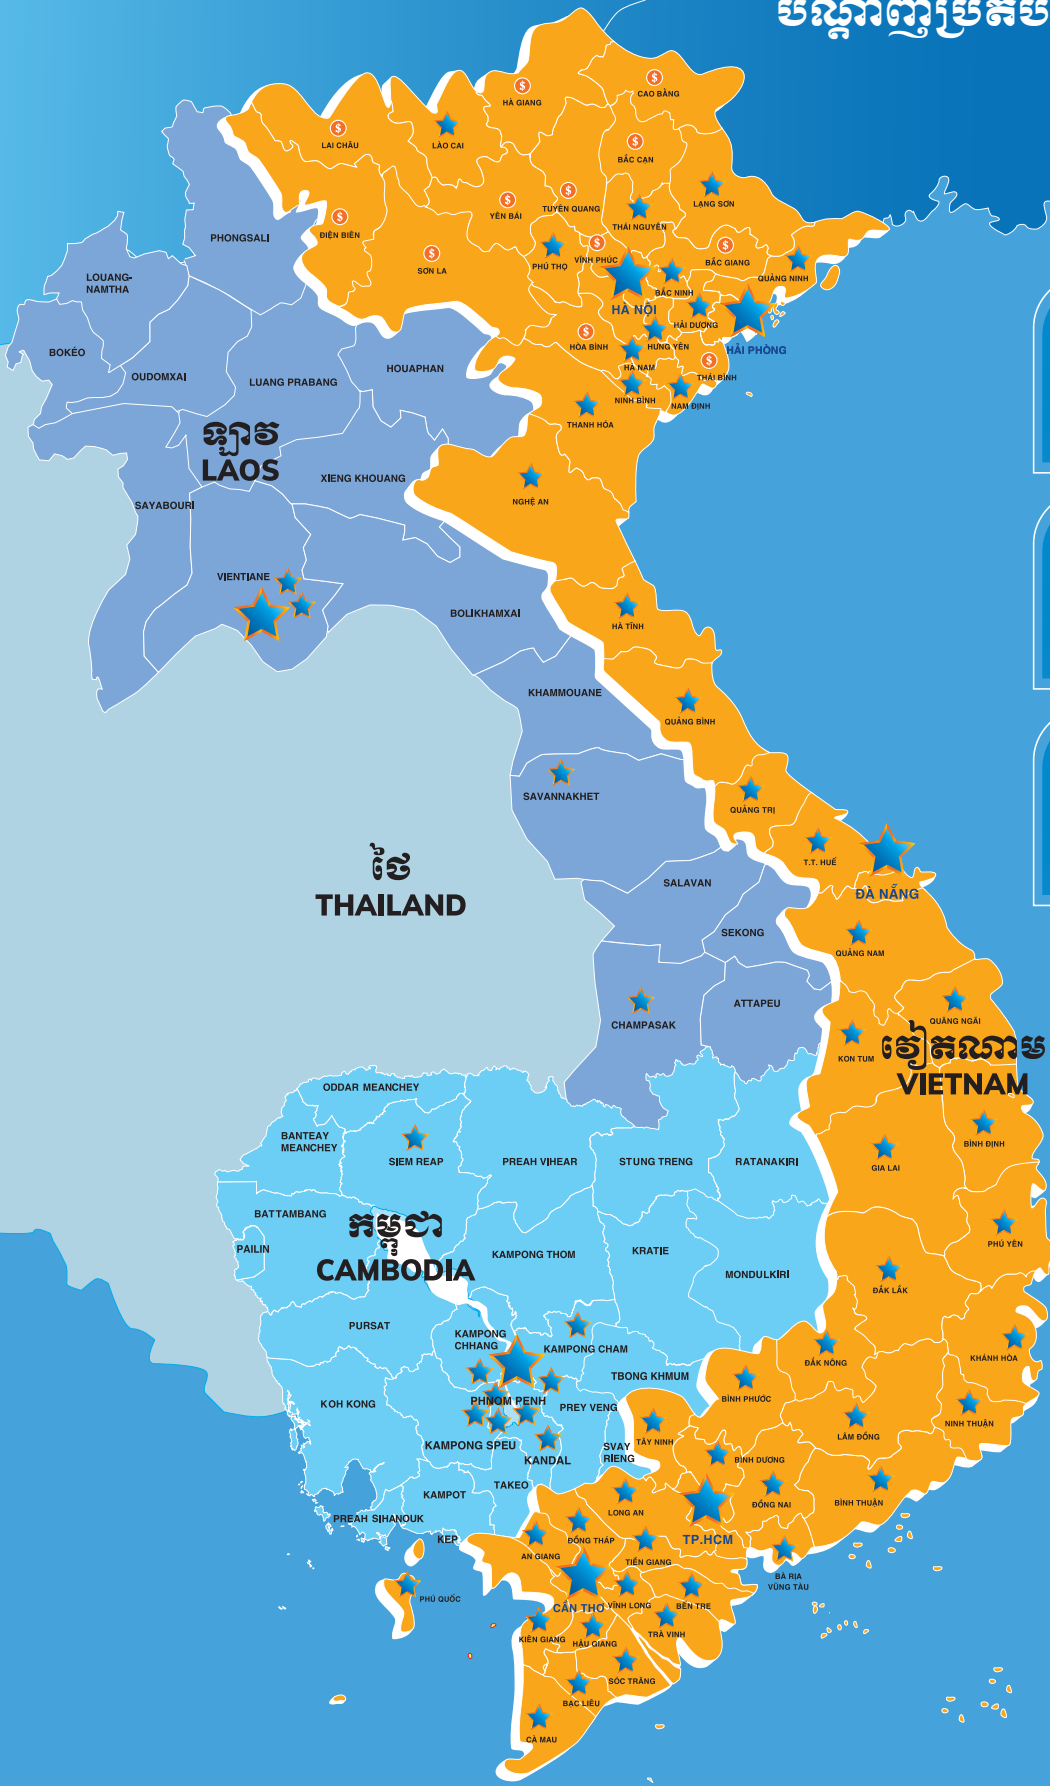 បណ្តាញប្រតិប
HÀ GIANG
CAO BẰNG
LAI CHÂU
LÀO CAI
BẮC CẠN
TUYÊN QUANG
YÊN BÁI
LẠNG SƠN
THÁI NGUYÊN
ĐIỆN BIÊN
PHONGSALI
SƠN LA
PHÚ THỌ
VĨNH PHÚC
BẮC GIANG
QUẢNG NINH
LOUANG-
NAMTHA
BẮC NINH
HÀ NỘI
HẢI DƯƠNG
HẢI PHÒNG
HÒA BÌNH
HƯNG YÊN
BOKÉO
HÀ NAM
THÁI BÌNH
OUDOMXAI
LUANG PRABANG
HOUAPHAN
NINH BÌNH
NAM ĐỊNH
THANH HÓA
ឡាវ
LAOS
XIENG KHOUANG
NGHỆ AN
SAYABOURI
VIENTIANE
BOLIKHAMXAI
HÀ TĨNH
KHAMMOUANE
QUẢNG BÌNH
SAVANNAKHET
QUẢNG TRỊ
T.T. HUẾ
ថៃ
THAILAND
SALAVAN
ĐÀ NẴNG
SEKONG
QUẢNG NAM
ATTAPEU
CHAMPASAK
QUẢNG NGÃI
KON TUM
វៀតណាម
VIETNAM
ODDAR MEANCHEY
BANTEAY
MEANCHEY
SIEM REAP
PREAH VIHEAR
STUNG TRENG
RATANAKIRI
BÌNH ĐỊNH
GIA LAI
BATTAMBANG
កម្ពុជា
CAMBODIA
PAILIN
KAMPONG THOM
KRATIE
MONDULKIRI
PHÚ YÊN
ĐẮK LẮK
PURSAT
KAMPONG
CHHANG
KAMPONG CHAM
KHÁNH HÒA
ĐẮK NÔNG
TBONG KHMUM
BÌNH PHƯỚC
KOH KONG
PHNOM PENH
PREY VENG
NINH THUẬN
LÂM ĐỒNG
TÂY NINH
KAMPONG SPEU
SVAY
RIENG
KANDAL
BÌNH DƯƠNG
TAKEO
KAMPOT
ĐỒNG NAI
BÌNH THUẬN
LONG AN
PREAH SIHANOUK
KEP
ĐỒNG THÁP
TP.HCM
AN GIANG
TIỀN GIANG
BÀ RỊA
VŨNG TÀU
PHÚ QUỐC
CẦN THƠ
VĨNH LONG
BẾN TRE
KIÊN GIANG
HẬU GIANG
TRÀ VINH
SÓC TRĂNG
BẠC LIÊU
CÀ MAU